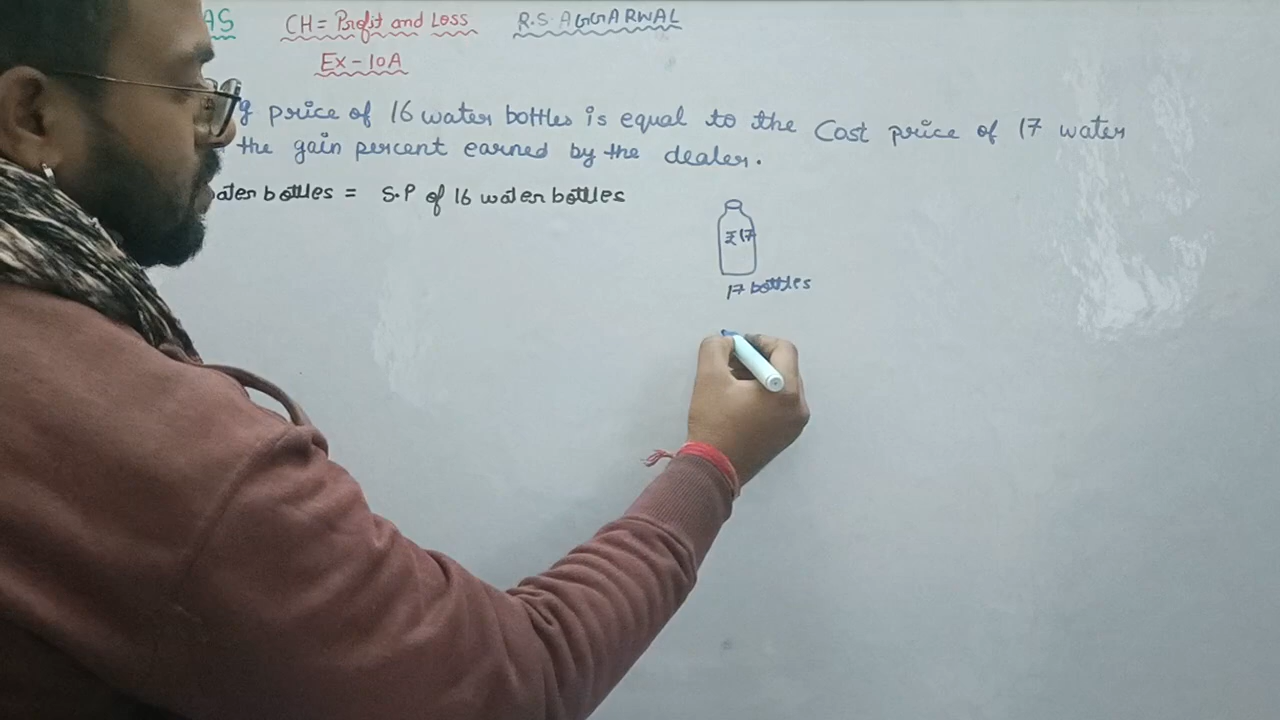 AS CH= Profit and Loss R.S AGGARWAL
Ex-10A
g price of 16 water bottles is equal to the Cost price of 17 water
the gain percent earned by the dealer.
ater bottles = S.P of 16 water bottles
₹17
17 bottles